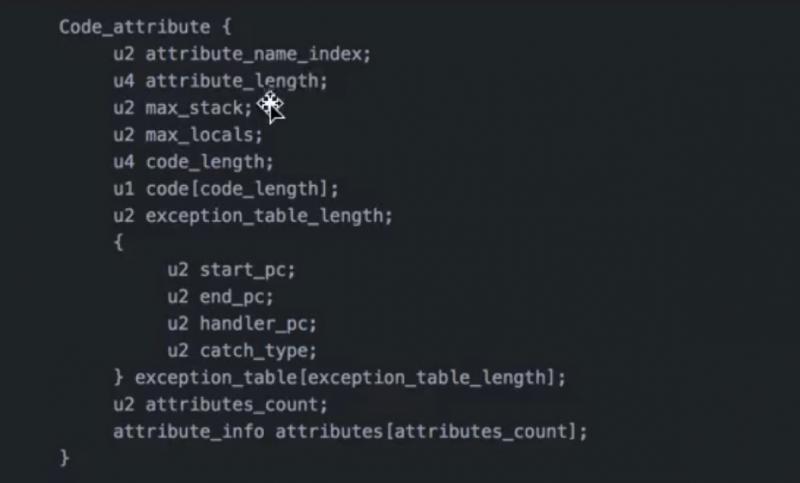 Code_attribute {
u2 attribute_name_index;
u4 attribute_length;
u2 max_stack;
u2 max_locals;
u4 code_length;
u1 code[code_length];
u2 exception_table_length;
{
u2 start_pc;
u2 end_pc;
u2 handler_pc;
u2 catch_type;
} exception_table[exception_table_length];
u2 attributes_count;
attribute_info attributes[attributes_count];
}